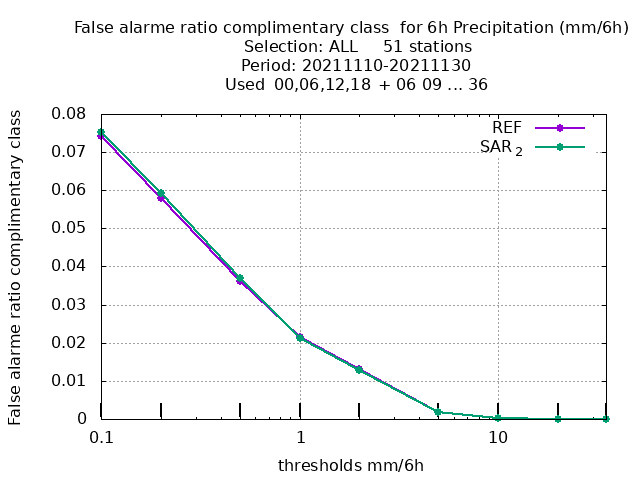 False alarme ratio complimentary class  for 6h Precipitation (mm/6h)
Selection: ALL     51 stations
Period: 20211110-20211130
Used  00,06,12,18  + 06 09 ... 36
False alarme ratio complimentary class
0.08
0.07
0.06
0.05
0.04
0.03
0.02
0.01
0
REF
SAR 2
0.1
1
10
thresholds mm/6h